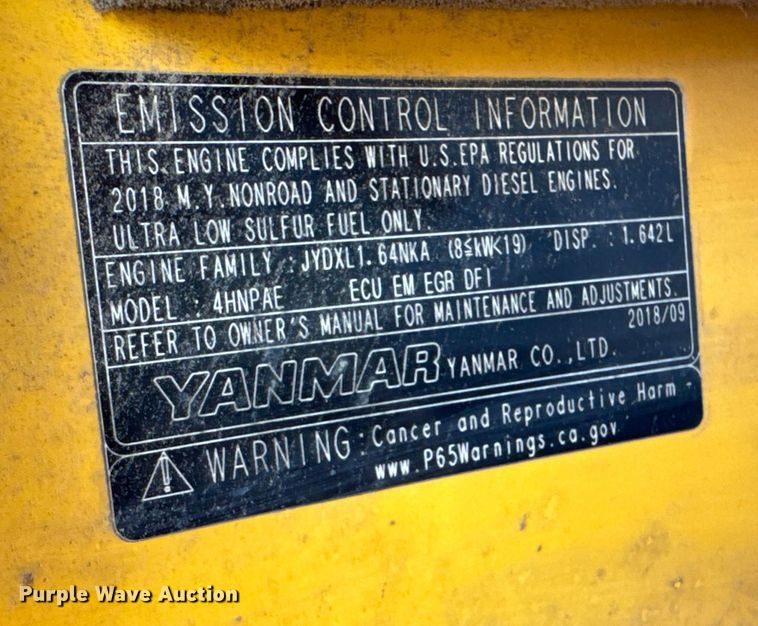 EMISSION CONTROL INFORMATION
THIS ENGINE COMPLIES WITH U.S.EPA REGULATIONS FOR
2018 M.Y. NONROAD AND STATIONARY DIESEL ENGINES.
ULTRA LOW SULFUR FUEL ONLY.
ENGINE FAMILY : JYDXL1.64NKA (8≦kW<19) DISP. : 1.642L
MODEL : 4HNPAE ECU EM EGR DFI
REFER TO OWNER'S MANUAL FOR MAINTENANCE AND ADJUSTMENTS.
2018/09
YANMAR YANMAR CO.,LTD.
WARNING:Cancer and Reproductive Harm -
www.P65Warnings.ca.gov
Purple Wave Auction